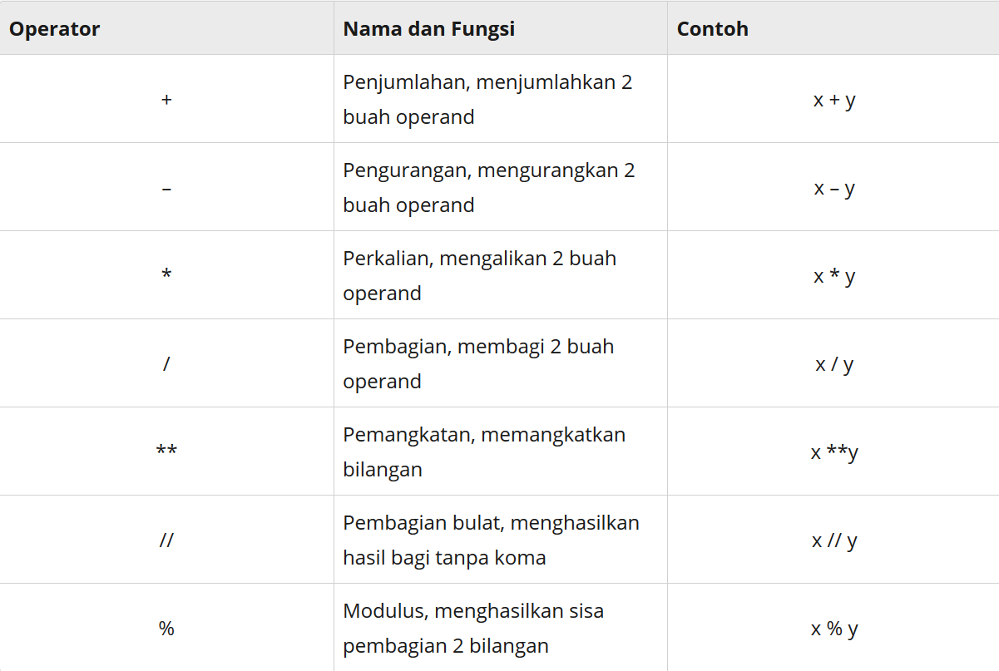 Operator Nama dan Fungsi Contoh
+ Penjumlahan, menjumlahkan 2 buah operand x + y
– Pengurangan, mengurangkan 2 buah operand x – y
* Perkalian, mengalikan 2 buah operand x * y
/ Pembagian, membagi 2 buah operand x / y
** Pemangkatan, memangkatkan bilangan x **y
// Pembagian bulat, menghasilkan hasil bagi tanpa koma x // y
% Modulus, menghasilkan sisa pembagian 2 bilangan x % y